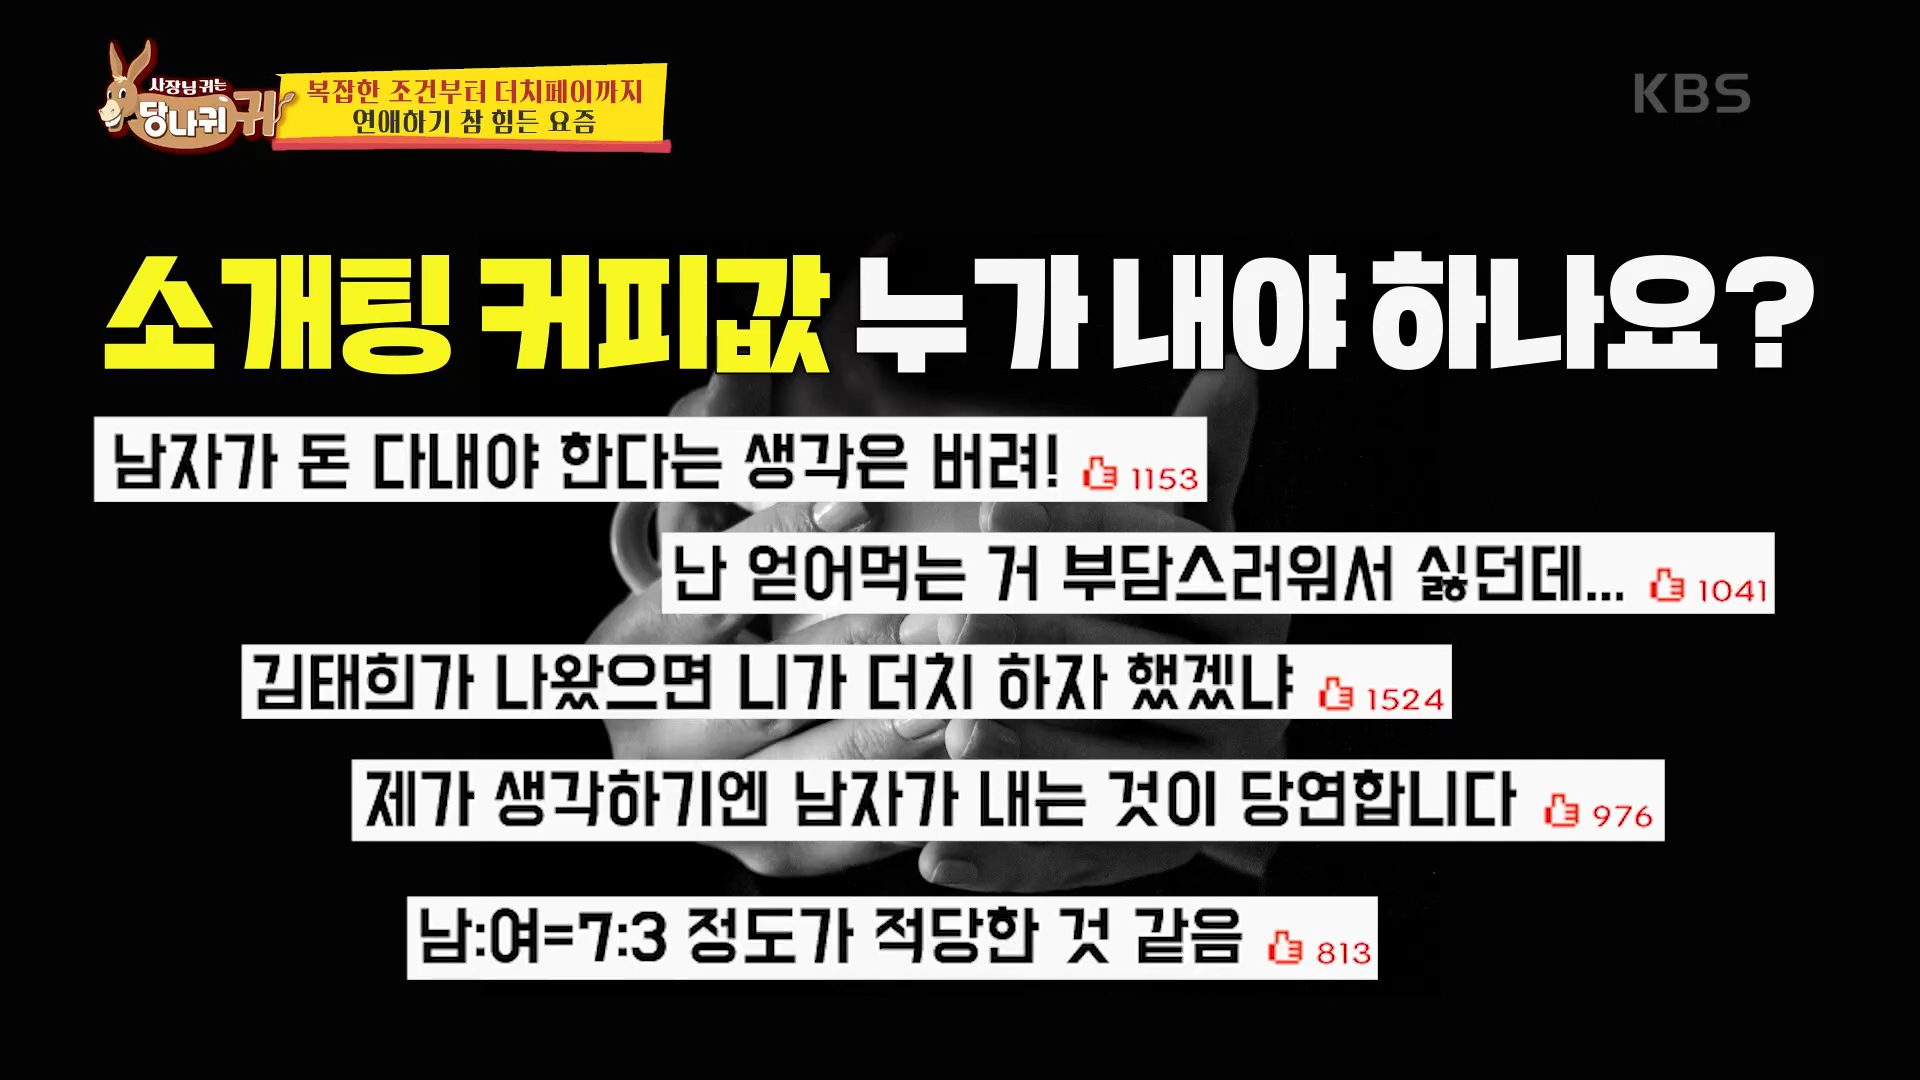 사장님 귀는
당나귀 귀
복잡한 조건부터 더치페이까지
연애하기 참 힘든 요즘
KBS
소개팅 커피값 누가 내야 하나요?
남자가 돈 다내야 한다는 생각은 버려! 1153
난 얻어먹는 거 부담스러워서 싫던데... 1041
김태희가 나왔으면 니가 더치 하자 했겠냐 1524
제가 생각하기엔 남자가 내는 것이 당연합니다 976
남:여=7:3 정도가 적당한 것 같음 813